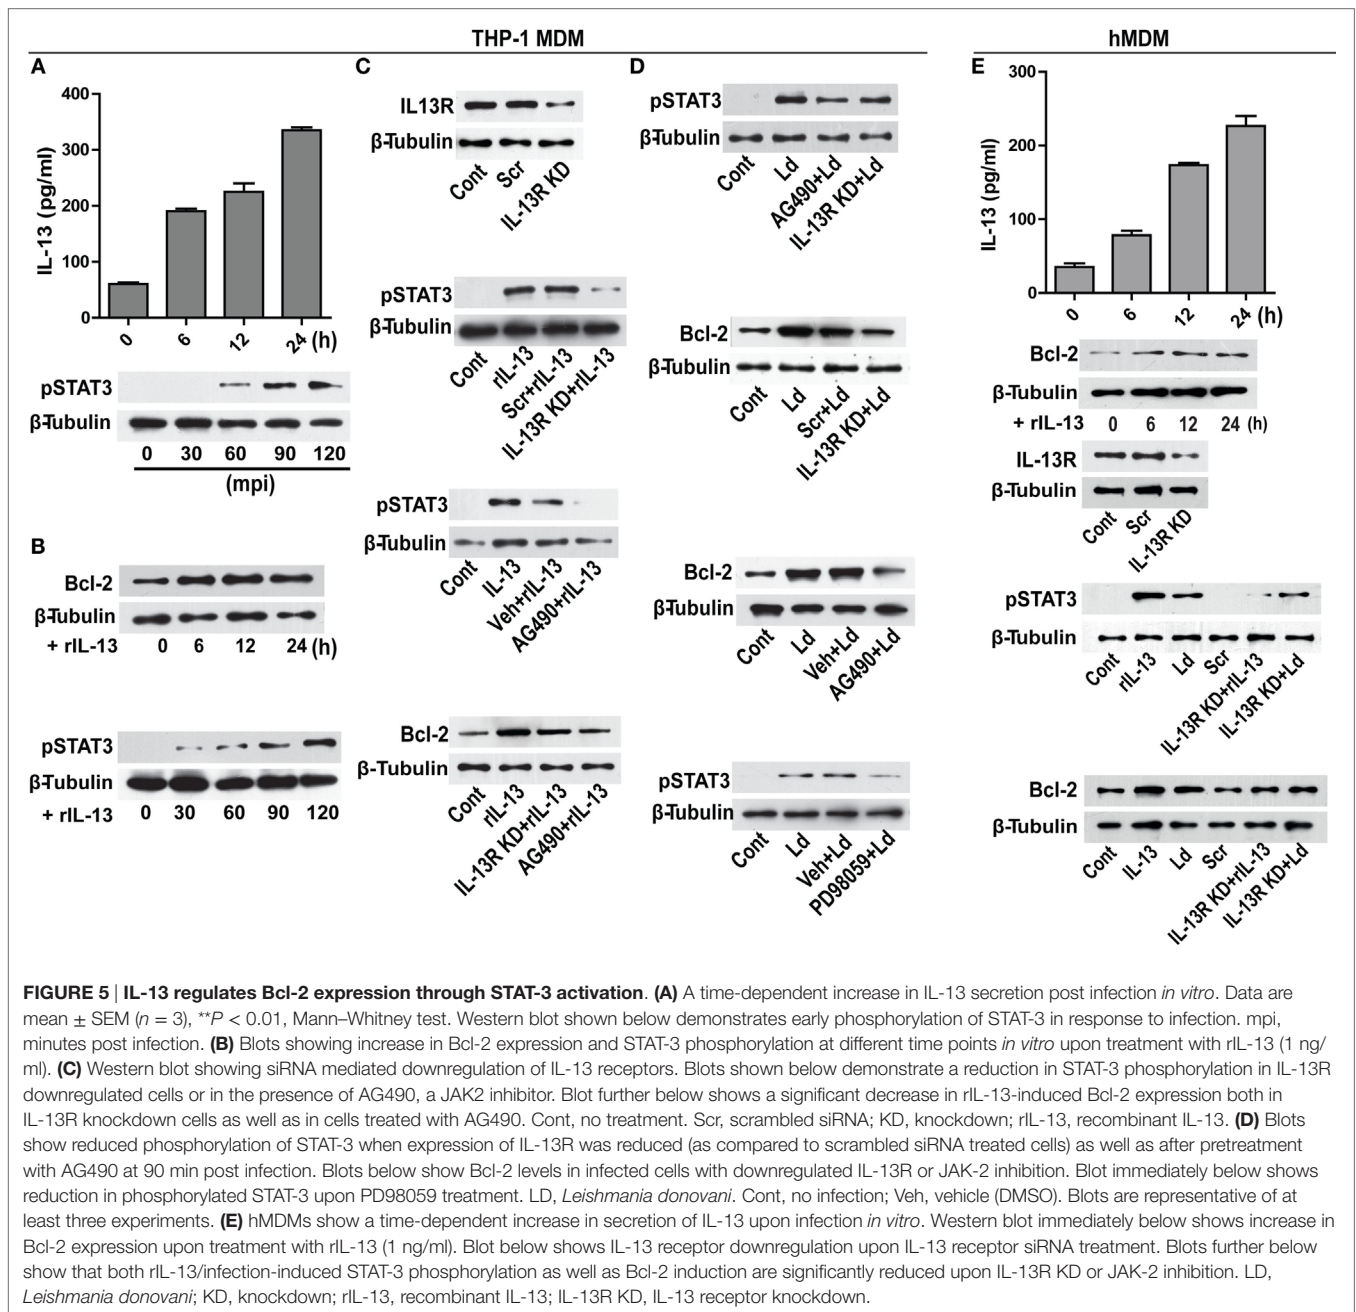 THP-1 MDM
hMDM
A
IL-13 (pg/ml)
400
300
200
100
0
0 6 12 24 (h)
pSTAT3
β-Tubulin
0 30 60 90 120
(mpi)
B
Bcl-2
β-Tubulin
+ rIL-13 0 6 12 24 (h)
pSTAT3
β-Tubulin
+ rIL-13 0 30 60 90 120
C
IL13R
β-Tubulin
Cont Scr IL-13R KD
pSTAT3
β-Tubulin
Cont rIL-13 Scr+rIL-13 IL-13R KD+rIL-13
pSTAT3
β-Tubulin
Cont IL-13 Veh+rIL-13 AG490+rIL-13
Bcl-2
β-Tubulin
Cont rIL-13 IL-13R KD+rIL-13 AG490+rIL-13
D
pSTAT3
β-Tubulin
Cont Ld AG490+Ld IL-13R KD+Ld
Bcl-2
β-Tubulin
Cont Ld Scr+Ld IL-13R KD+Ld
Bcl-2
β-Tubulin
Cont Ld Veh+Ld AG490+Ld
pSTAT3
β-Tubulin
Cont Ld Veh+Ld PD98059+Ld
E
IL-13 (pg/ml)
300
200
100
0
0 6 12 24 (h)
Bcl-2
β-Tubulin
+ rIL-13 0 6 12 24 (h)
IL-13R
β-Tubulin
Cont Scr IL-13R KD
pSTAT3
β-Tubulin
Cont rIL-13 Ld Scr IL-13R KD+rIL-13 IL-13R KD+Ld
Bcl-2
β-Tubulin
Cont IL-13 Ld Scr IL-13R KD+rIL-13 IL-13R KD+Ld
FIGURE 5 | IL-13 regulates Bcl-2 expression through STAT-3 activation. (A) A time-dependent increase in IL-13 secretion post infection in vitro. Data are
mean ± SEM (n = 3), **P < 0.01, Mann–Whitney test. Western blot shown below demonstrates early phosphorylation of STAT-3 in response to infection. mpi,
minutes post infection. (B) Blots showing increase in Bcl-2 expression and STAT-3 phosphorylation at different time points in vitro upon treatment with rIL-13 (1 ng/
ml). (C) Western blot showing siRNA mediated downregulation of IL-13 receptors. Blots shown below demonstrate a reduction in STAT-3 phosphorylation in IL-13R
downregulated cells or in the presence of AG490, a JAK2 inhibitor. Blot further below shows a significant decrease in rIL-13-induced Bcl-2 expression both in
IL-13R knockdown cells as well as in cells treated with AG490. Cont, no treatment. Scr, scrambled siRNA; KD, knockdown; rIL-13, recombinant IL-13. (D) Blots
show reduced phosphorylation of STAT-3 when expression of IL-13R was reduced (as compared to scrambled siRNA treated cells) as well as after pretreatment
with AG490 at 90 min post infection. Blots below show Bcl-2 levels in infected cells with downregulated IL-13R or JAK-2 inhibition. Blot immediately below shows
reduction in phosphorylated STAT-3 upon PD98059 treatment. LD, Leishmania donovani. Cont, no infection; Veh, vehicle (DMSO). Blots are representative of at
least three experiments. (E) hMDMs show a time-dependent increase in secretion of IL-13 upon infection in vitro. Western blot immediately below shows increase in
Bcl-2 expression upon treatment with rIL-13 (1 ng/ml). Blot below shows IL-13 receptor downregulation upon IL-13 receptor siRNA treatment. Blots further below
show that both rIL-13/infection-induced STAT-3 phosphorylation as well as Bcl-2 induction are significantly reduced upon IL-13R KD or JAK-2 inhibition. LD,
Leishmania donovani; KD, knockdown; rIL-13, recombinant IL-13; IL-13R KD, IL-13 receptor knockdown.